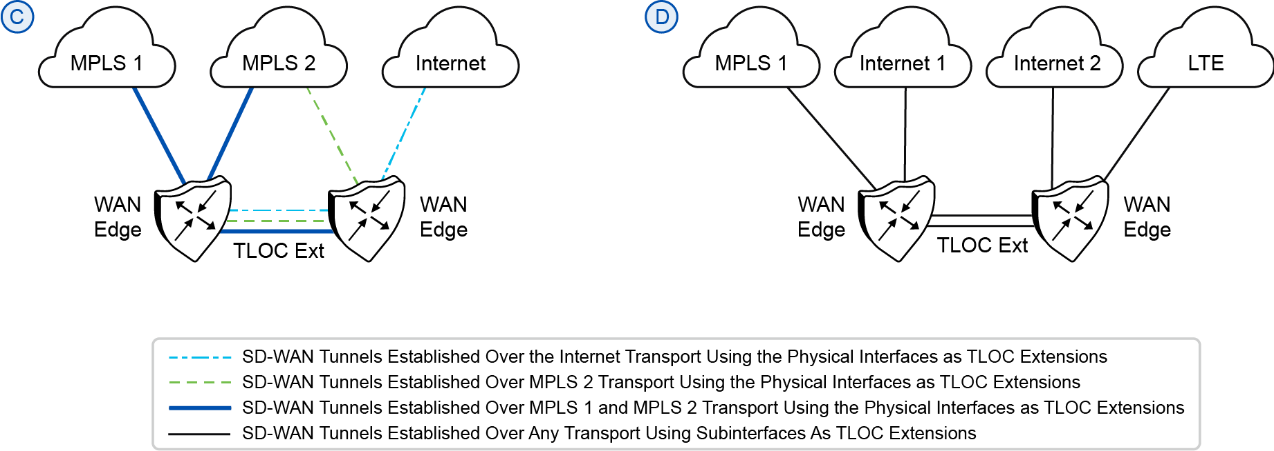 C
MPLS 1
MPLS 2
Internet
WAN
Edge
WAN
Edge
TLOC Ext
D
MPLS 1
Internet 1
Internet 2
LTE
WAN
Edge
WAN
Edge
TLOC Ext
SD-WAN Tunnels Established Over the Internet Transport Using the Physical Interfaces as TLOC Extensions
SD-WAN Tunnels Established Over MPLS 2 Transport Using the Physical Interfaces as TLOC Extensions
SD-WAN Tunnels Established Over MPLS 1 and MPLS 2 Transport Using the Physical Interfaces as TLOC Extensions
SD-WAN Tunnels Established Over Any Transport Using Subinterfaces As TLOC Extensions